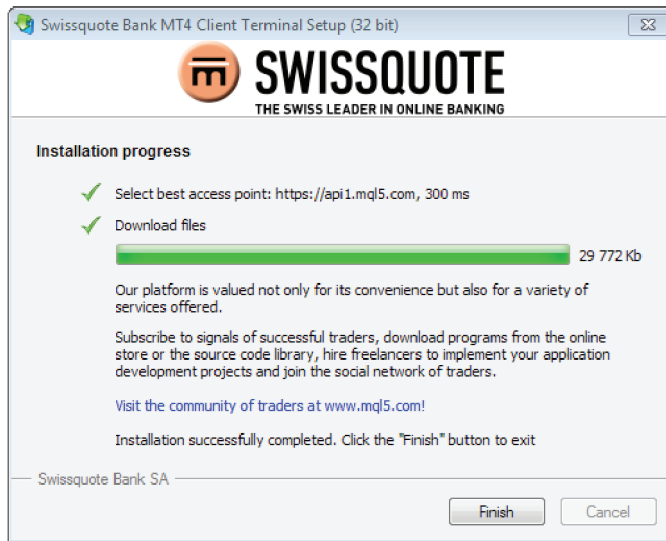 Swissquote Bank MT4 Client Terminal Setup (32 bit)
SWISSQUOTE
THE SWISS LEADER IN ONLINE BANKING
Installation progress
Select best access point: https://api1.mql5.com, 300 ms
Download files
29 772 Kb
Our platform is valued not only for its convenience but also for a variety of
services offered.
Subscribe to signals of successful traders, download programs from the online
store or the source code library, hire freelancers to implement your application
development projects and join the social network of traders.
Visit the community of traders at www.mql5.com!
Installation successfully completed. Click the "Finish" button to exit
Swissquote Bank SA
Finish
Cancel